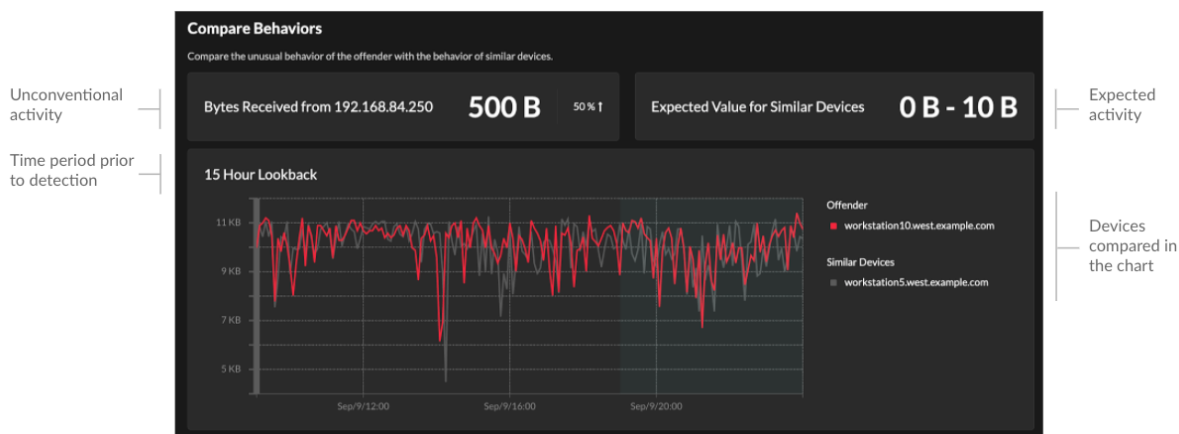 Compare Behaviors
Compare the unusual behavior of the offender with the behavior of similar devices.
Unconventional
activity
Bytes Received from 192.168.84.250
500 B
50 % ↑
Expected Value for Similar Devices
0 B - 10 B
Expected
activity
Time period prior
to detection
15 Hour Lookback
11 KB
9 KB
7 KB
5 KB
Sep/9/12:00
Sep/9/16:00
Sep/9/20:00
Offender
workstation10.west.example.com
Similar Devices
workstation5.west.example.com
Devices
compared in
the chart